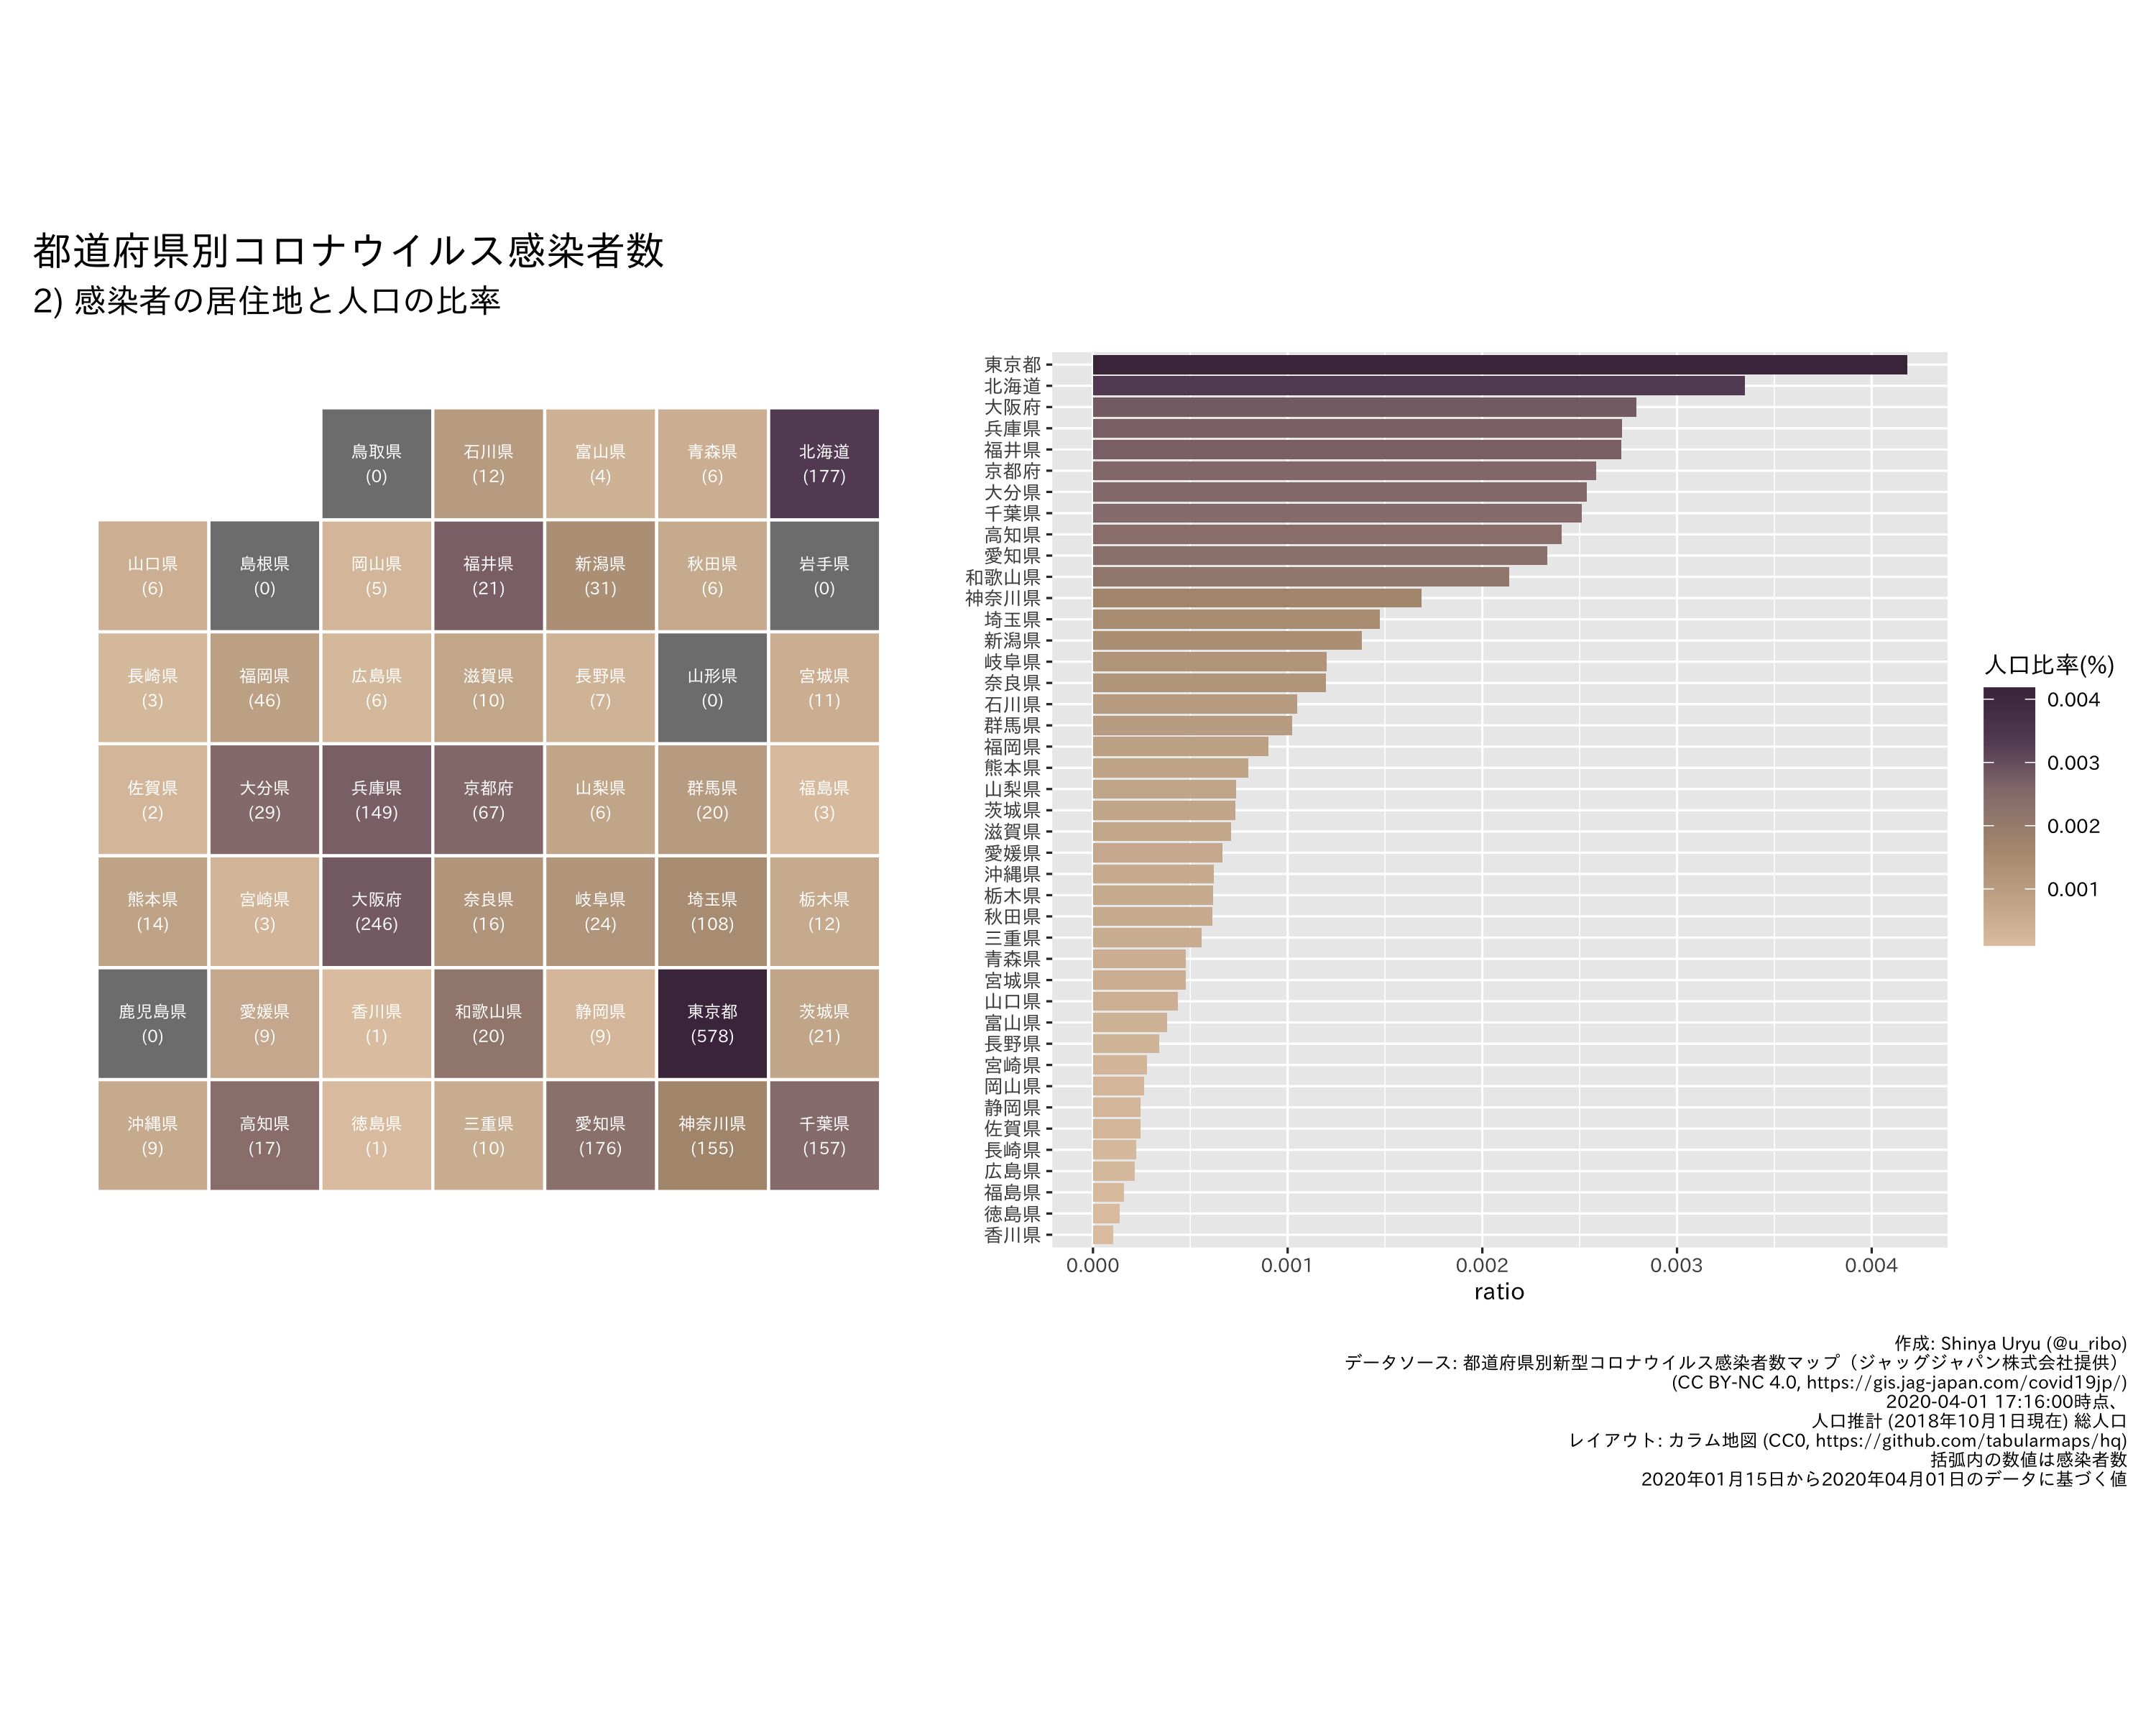 都道府県別コロナウイルス感染者数
2) 感染者の居住地と人口の比率
鳥取県
(0)
石川県
(12)
富山県
(4)
青森県
(6)
北海道
(177)
山口県
(6)
島根県
(0)
岡山県
(5)
福井県
(21)
新潟県
(31)
秋田県
(6)
岩手県
(0)
長崎県
(3)
福岡県
(46)
広島県
(6)
滋賀県
(10)
長野県
(7)
山形県
(0)
宮城県
(11)
佐賀県
(2)
大分県
(29)
兵庫県
(149)
京都府
(67)
山梨県
(6)
群馬県
(20)
福島県
(3)
熊本県
(14)
宮崎県
(3)
大阪府
(246)
奈良県
(16)
岐阜県
(24)
埼玉県
(108)
栃木県
(12)
鹿児島県
(0)
愛媛県
(9)
香川県
(1)
和歌山県
(20)
静岡県
(9)
東京都
(578)
茨城県
(21)
沖縄県
(9)
高知県
(17)
徳島県
(1)
三重県
(10)
愛知県
(176)
神奈川県
(155)
千葉県
(157)
東京都
北海道
大阪府
兵庫県
福井県
京都府
大分県
千葉県
高知県
愛知県
和歌山県
神奈川県
埼玉県
新潟県
岐阜県
奈良県
石川県
群馬県
福岡県
熊本県
山梨県
茨城県
滋賀県
愛媛県
沖縄県
栃木県
秋田県
三重県
青森県
宮城県
山口県
富山県
長野県
宮崎県
岡山県
静岡県
佐賀県
長崎県
広島県
福島県
徳島県
香川県
0.000
0.001
0.002
0.003
0.004
ratio
人口比率(%)
0.004
0.003
0.002
0.001
作成: Shinya Uryu (@u_ribo)
データソース: 都道府県別新型コロナウイルス感染者数マップ（ジャッグジャパン株式会社提供）
(CC BY-NC 4.0, https://gis.jag-japan.com/covid19jp/)
2020-04-01 17:16:00時点、
人口推計 (2018年10月1日現在) 総人口
レイアウト: カラム地図 (CC0, https://github.com/tabularmaps/hq)
括弧内の数値は感染者数
2020年01月15日から2020年04月01日のデータに基づく値